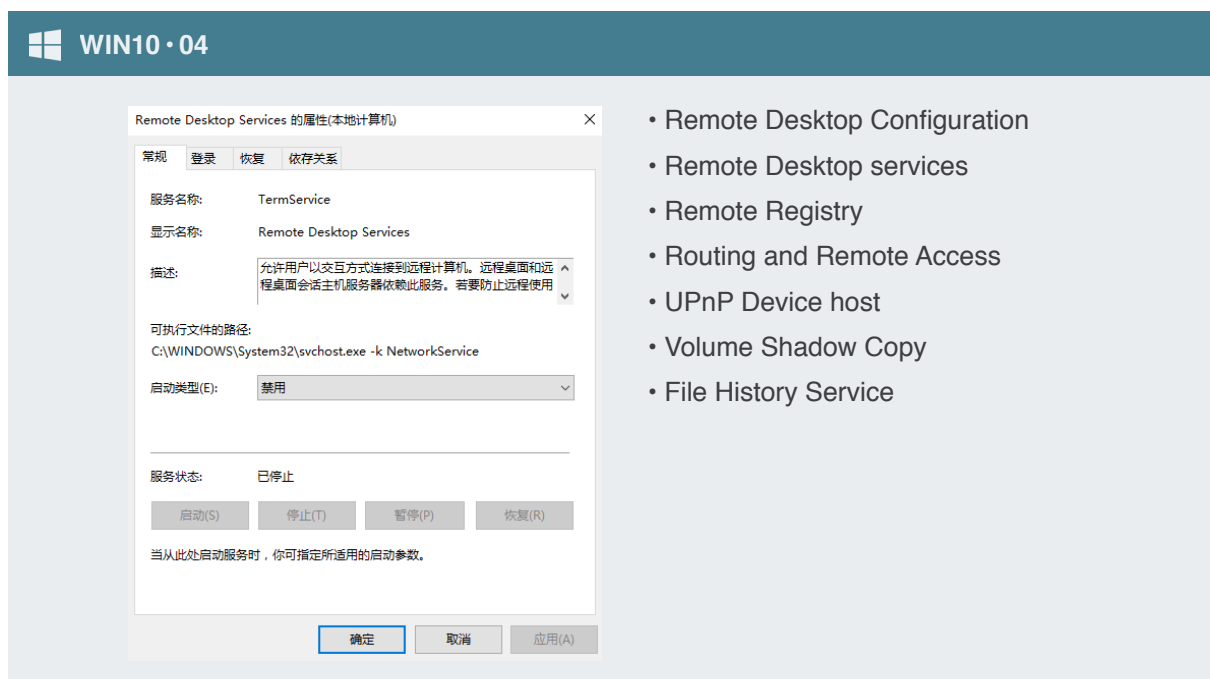 WIN10 · 04
Remote Desktop Services 的属性(本地计算机)
常规 登录 恢复 依存关系
服务名称: TermService
显示名称: Remote Desktop Services
描述: 允许用户以交互方式连接到远程计算机。远程桌面和远
程桌面会话主机服务器依赖此服务。若要防止远程使用
可执行文件的路径:
C:\WINDOWS\System32\svchost.exe -k NetworkService
启动类型(E): 禁用
服务状态: 已停止
启动(S) 停止(T) 暂停(P) 恢复(R)
当从此处启动服务时，你可指定所适用的启动参数。
确定 取消 应用(A)
• Remote Desktop Configuration
• Remote Desktop services
• Remote Registry
• Routing and Remote Access
• UPnP Device host
• Volume Shadow Copy
• File History Service